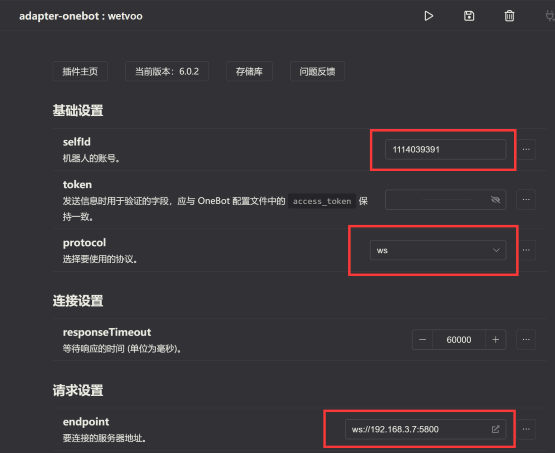 adapter-onebot : wetvoo
插件主页 当前版本：6.0.2 存储库 问题反馈
基础设置
selfId
机器人的账号。
1114039391
token
发送信息时用于验证的字段，应与 OneBot 配置文件中的 access_token 保
持一致。
protocol
选择要使用的协议。
ws
连接设置
responseTimeout
等待响应的时间 (单位为毫秒)。
60000
请求设置
endpoint
要连接的服务器地址。
ws://192.168.3.7:5800